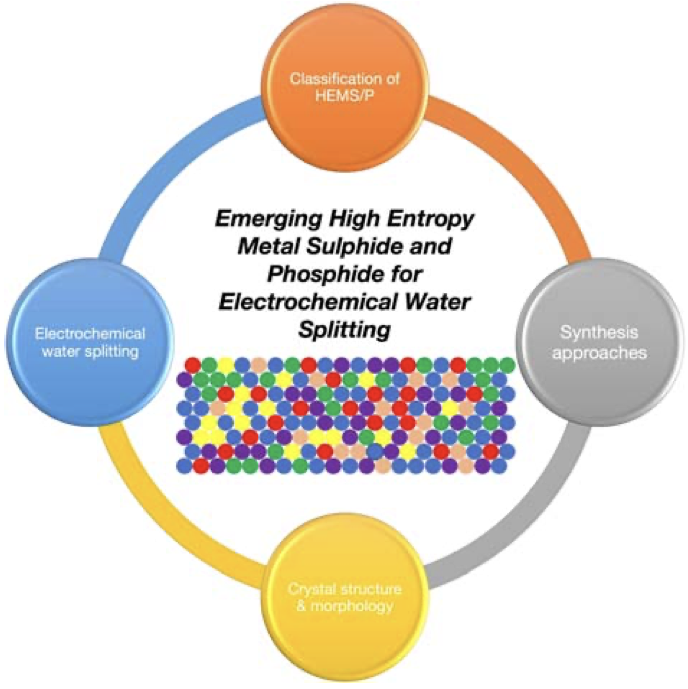 Classification of
HEMS/P
Emerging High Entropy
Metal Sulphide and
Phosphide for
Electrochemical Water
Splitting
Electrochemical
water splitting
Synthesis
approaches
Crystal structure
& morphology